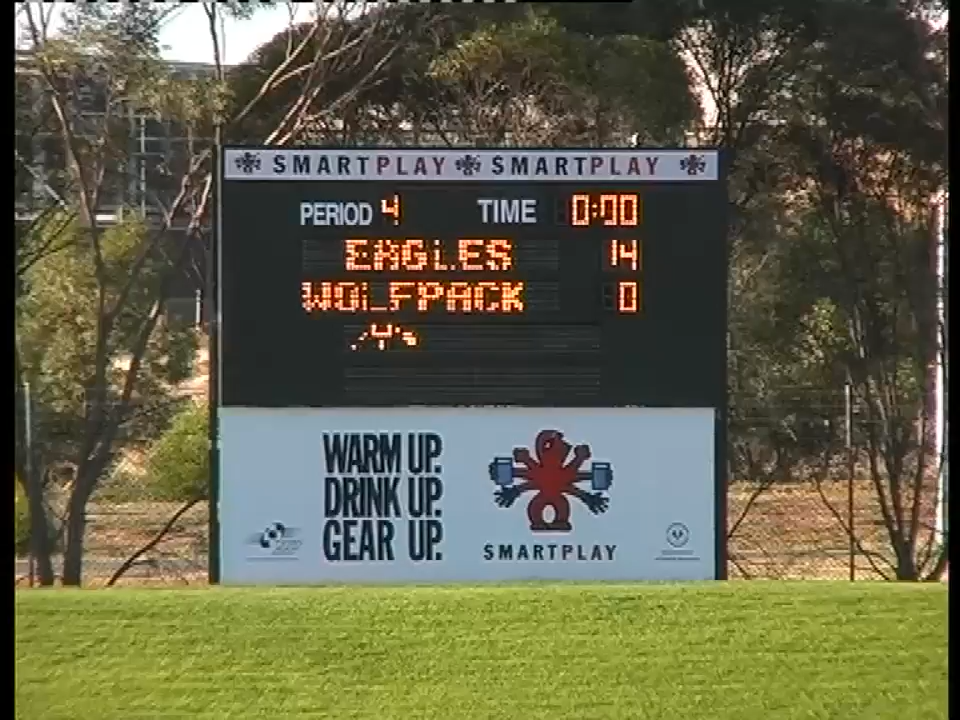 SMARTPLAY SMARTPLAY
PERIOD 4 TIME 0:00
EAGLES 14
WOLFPACK 0
WARM UP.
DRINK UP.
GEAR UP.
SMARTPLAY